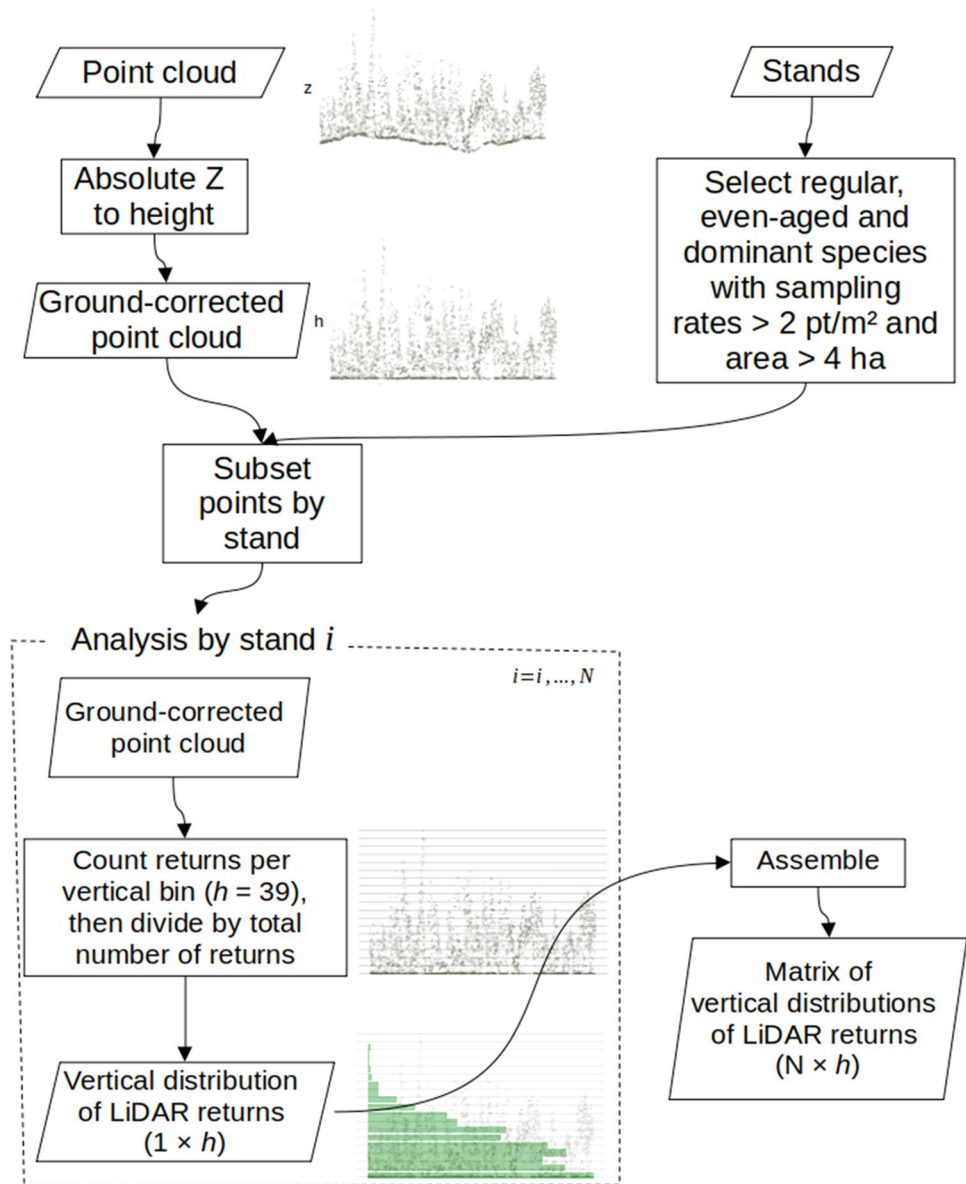 Point cloud
z
Stands
Absolute Z
to height
Select regular,
even-aged and
dominant species
with sampling
rates > 2 pt/m² and
area > 4 ha
Ground-corrected
point cloud
h
Subset
points by
stand
Analysis by stand i
i=i,...,N
Ground-corrected
point cloud
Count returns per
vertical bin (h = 39),
then divide by total
number of returns
Assemble
Matrix of
vertical distributions
of LiDAR returns
(N × h)
Vertical distribution
of LiDAR returns
(1 × h)